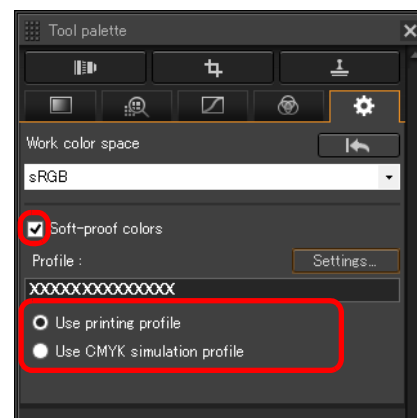 Tool palette
Work color space
sRGB
Soft-proof colors
Profile :
Settings...
XXXXXXXXXXXXXX
Use printing profile
Use CMYK simulation profile